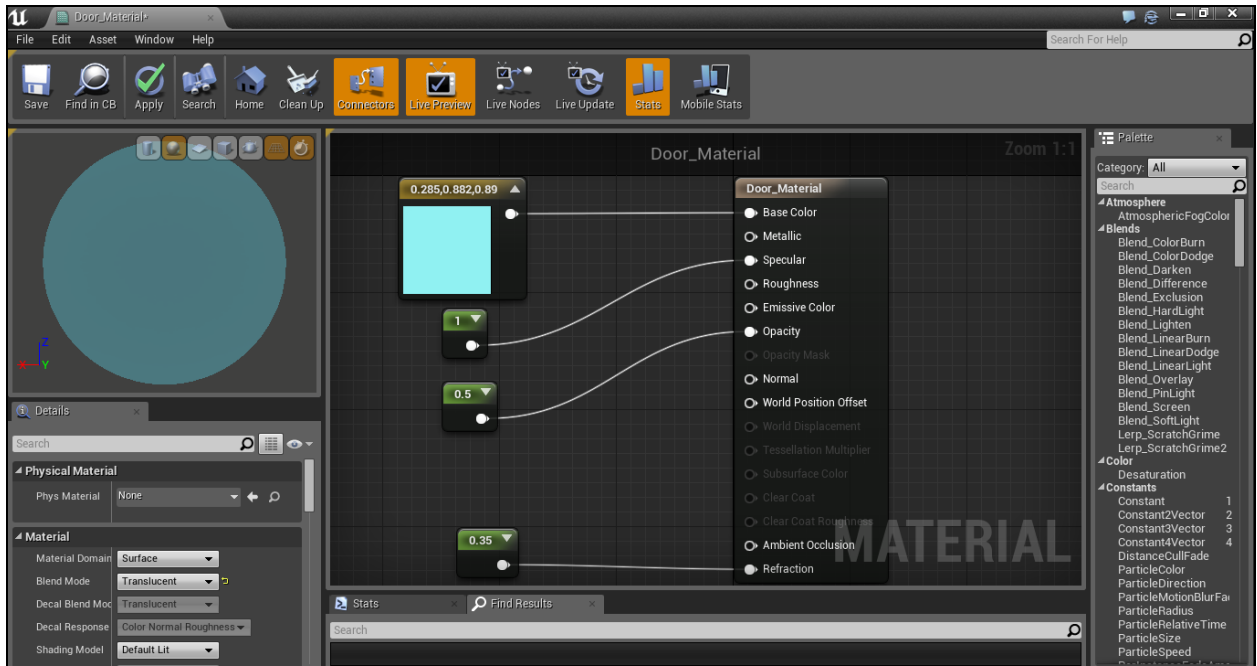 Door_Material*
File Edit Asset Window Help
Search For Help
Save Find in CB Apply Search Home Clean Up Connectors Live Preview Live Nodes Live Update Stats Mobile Stats
Z
X Y
Details
Search
Physical Material
Phys Material None
Material
Material Domain Surface
Blend Mode Translucent
Decal Blend Mod Translucent
Decal Response Color Normal Roughness
Shading Model Default Lit
Door_Material
Zoom 1:1
0.285,0.882,0.89
1
0.5
0.35
Door_Material
Base Color
Metallic
Specular
Roughness
Emissive Color
Opacity
Opacity Mask
Normal
World Position Offset
World Displacement
Tessellation Multiplier
Subsurface Color
Clear Coat
Clear Coat Roughness
Ambient Occlusion
Refraction
MATERIAL
Stats
Find Results
Search
Palette
Category: All
Search
Atmosphere
AtmosphericFogColor
Blends
Blend_ColorBurn
Blend_ColorDodge
Blend_Darken
Blend_Difference
Blend_Exclusion
Blend_HardLight
Blend_Lighten
Blend_LinearBurn
Blend_LinearDodge
Blend_LinearLight
Blend_Overlay
Blend_PinLight
Blend_Screen
Blend_SoftLight
Lerp_ScratchGrime
Lerp_ScratchGrime2
Color
Desaturation
Constants
Constant 1
Constant2Vector 2
Constant3Vector 3
Constant4Vector 4
DistanceCullFade
ParticleColor
ParticleDirection
ParticleMotionBlurFa
ParticleRadius
ParticleRelativeTime
ParticleSize
ParticleSpeed